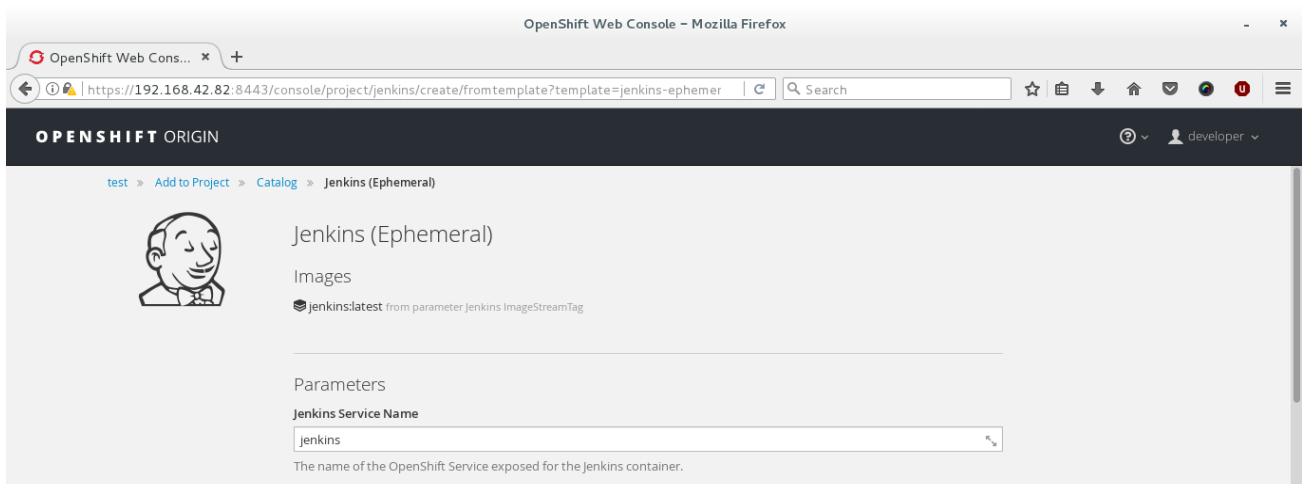 OpenShift Web Console - Mozilla Firefox
OpenShift Web Cons...
https://192.168.42.82:8443/console/project/jenkins/create/fromtemplate?template=jenkins-ephemer
Search
OPENSHIFT ORIGIN
developer
test » Add to Project » Catalog » Jenkins (Ephemeral)
Jenkins (Ephemeral)
Images
jenkins:latest from parameter Jenkins ImageStreamTag
Parameters
Jenkins Service Name
jenkins
The name of the OpenShift Service exposed for the Jenkins container.